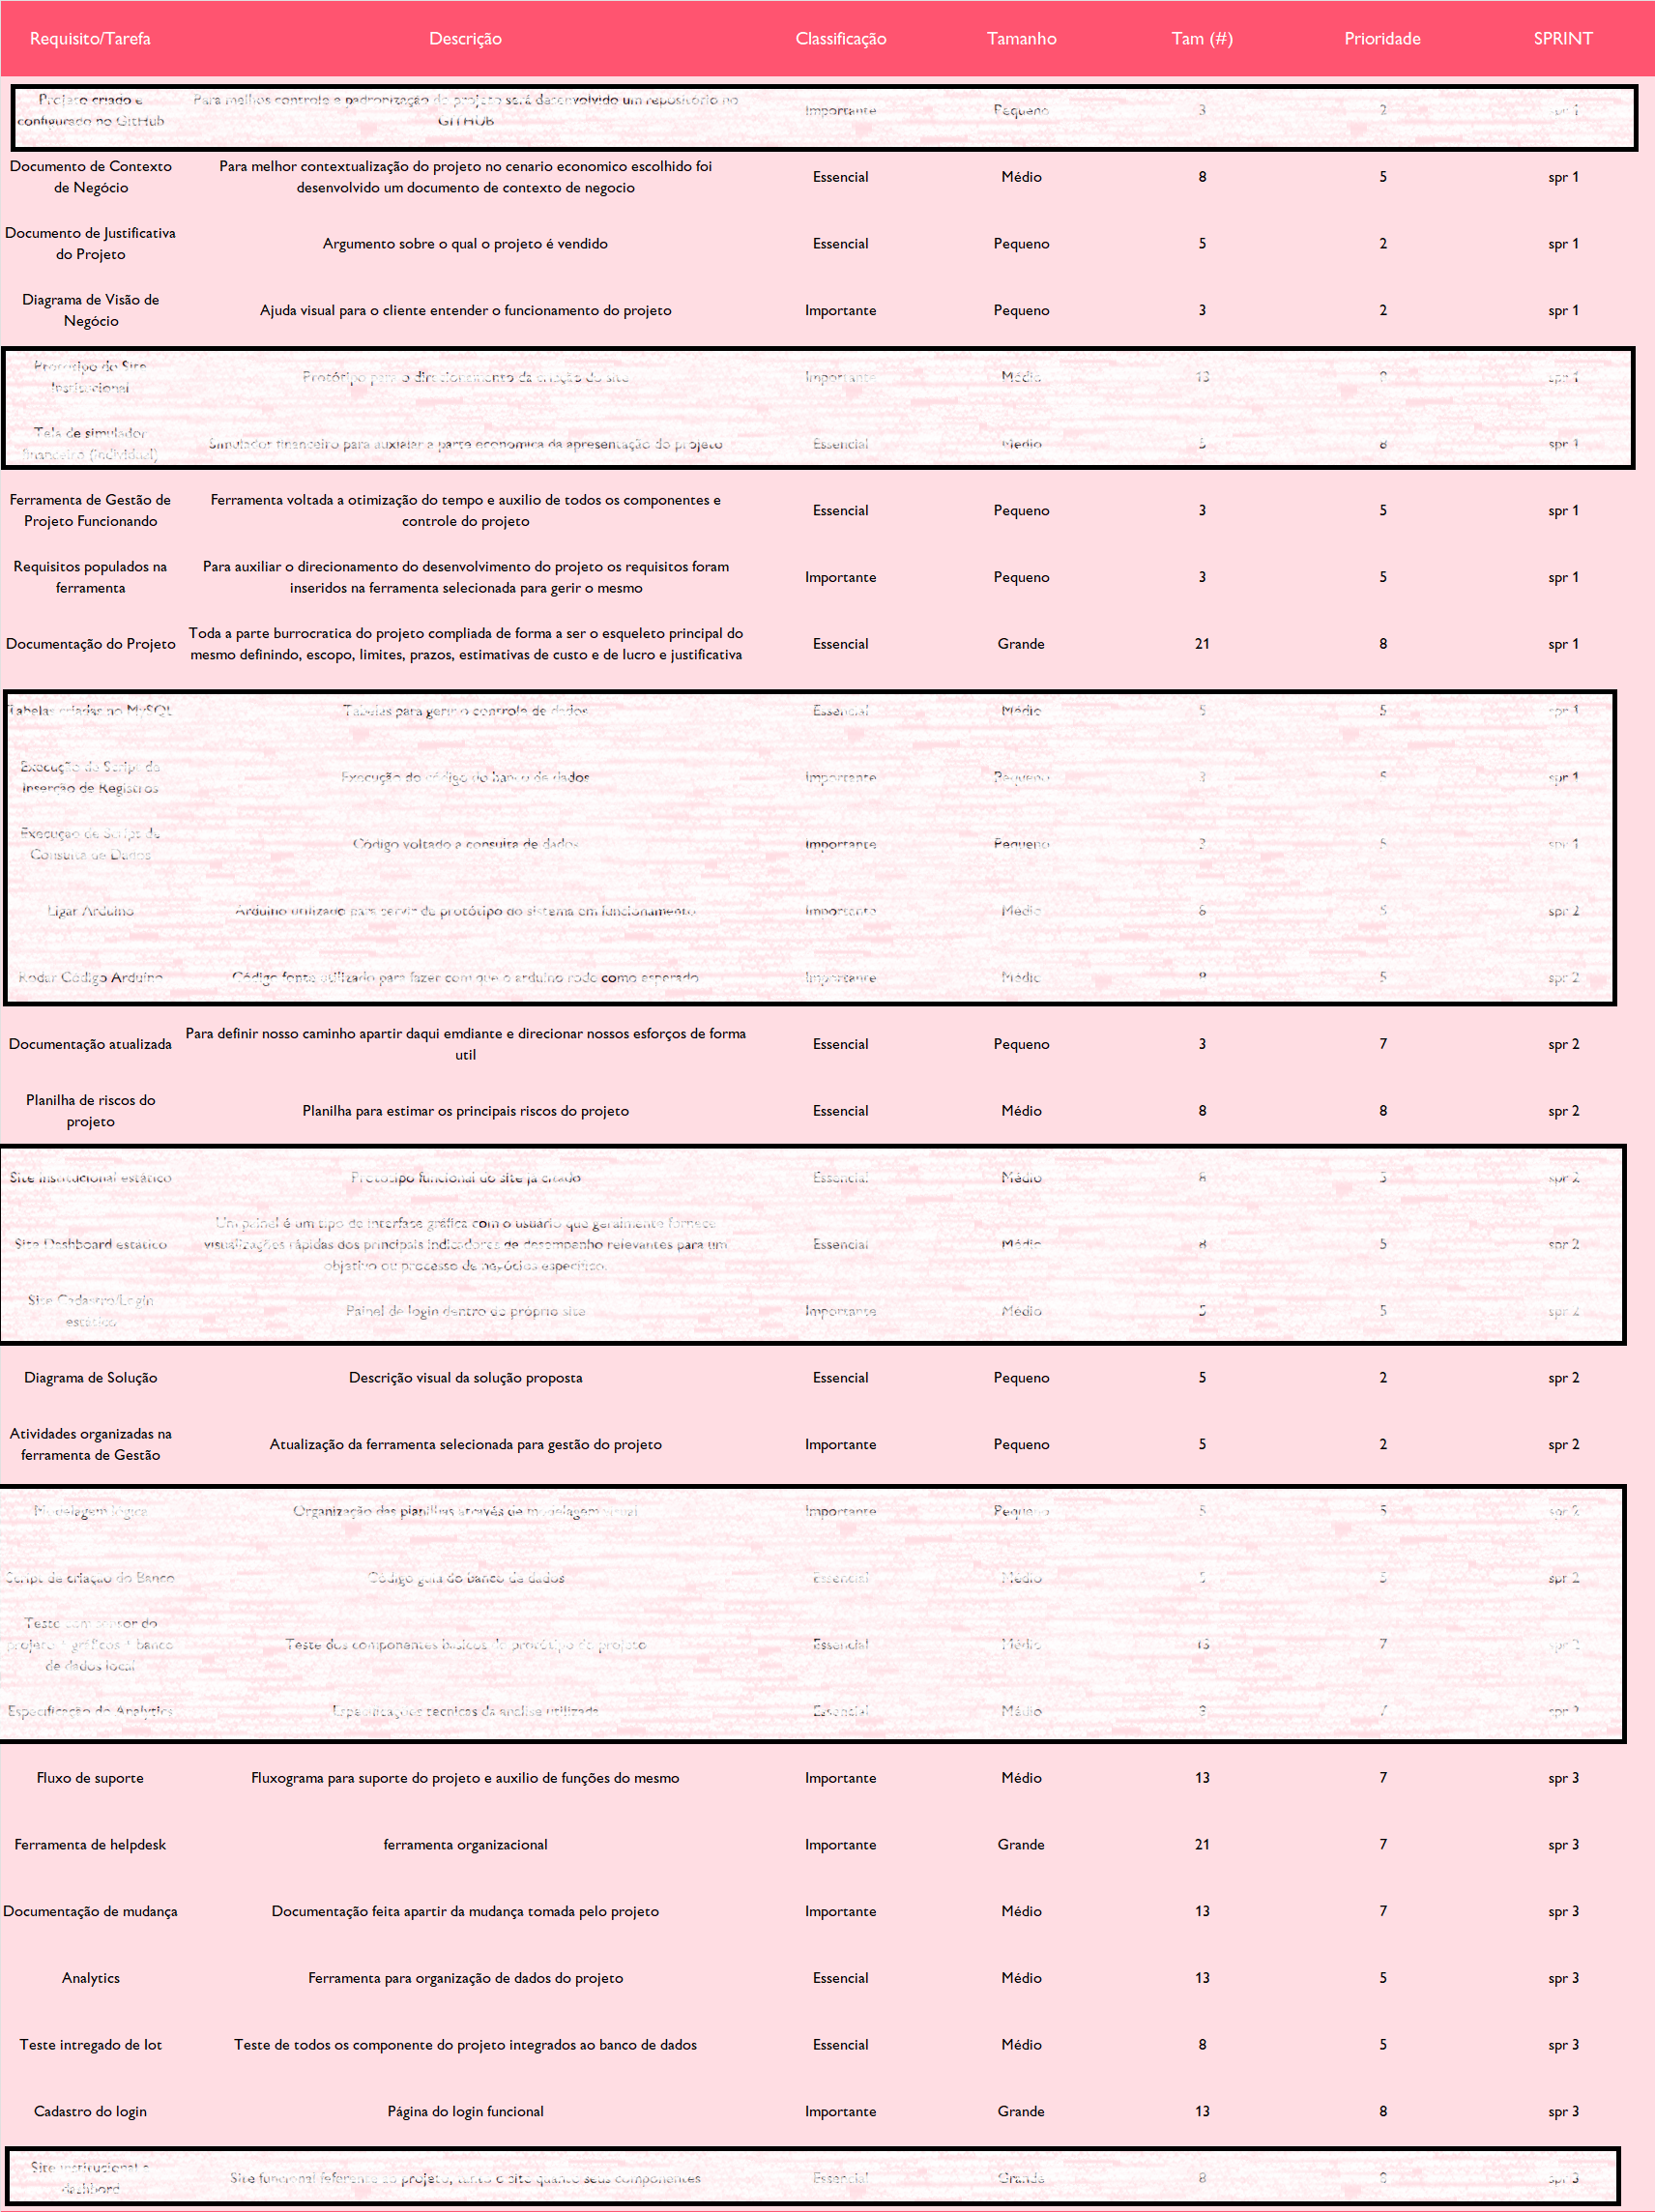 Requisito/Tarefa Descrição Classificação Tamanho Tam (#) Prioridade SPRINT
Projeto criado e configurado no GitHub Para melhos controle e padronização do projeto será desenvolvido um repositorio no GITHUB Importante Pequeno 3 2 spr 1
Documento de Contexto de Negócio Para melhor contextualização do projeto no cenario economico escolhido foi desenvolvido um documento de contexto de negocio Essencial Médio 8 5 spr 1
Documento de Justificativa do Projeto Argumento sobre o qual o projeto é vendido Essencial Pequeno 5 2 spr 1
Diagrama de Visão de Negócio Ajuda visual para o cliente entender o funcionamento do projeto Importante Pequeno 3 2 spr 1
Prototipo do Site Institucional Protótipo para o direcionamento da criação do site Importante Médio 13 spr 1
Tela de simulador financeiro (individual) Simulador financeiro para auxialar a parte economica da apresentação do projeto Essencial Médio 5 8 spr 1
Ferramenta de Gestão de Projeto Funcionando Ferramenta voltada a otimização do tempo e auxilio de todos os componentes e controle do projeto Essencial Pequeno 3 5 spr 1
Requisitos populados na ferramenta Para auxiliar o direcionamento do desenvolvimento do projeto os requisitos foram inseridos na ferramenta selecionada para gerir o mesmo Importante Pequeno 3 5 spr 1
Documentação do Projeto Toda a parte burrocratica do projeto compliada de forma a ser o esqueleto principal do mesmo definindo, escopo, limites, prazos, estimativas de custo e de lucro e justificativa Essencial Grande 21 8 spr 1
Tabelas criadas no MySQL Tabelas para gerir o controle de dados Essencial Médio 5 5 spr 1
Execução de Script de Inserção de Registros Execução do código do banco de dados Importante Pequeno 3 5 spr 1
Execução de Script de Consulta de Dados Código voltado a consulta de dados Importante Pequeno 3 5 spr 1
Ligar Arduino Arduino utilizado para servir de protótipo do sistema em funcionamento Importante Médio 5 spr 2
Rodar Código Arduino Código fonte utilizado para fazer com que o arduino rode como esperado Importante Médio 8 5 spr 2
Documentação atualizada Para definir nosso caminho apartir daqui emdiante e direcionar nossos esforços de forma util Essencial Pequeno 3 7 spr 2
Planilha de riscos do projeto Planilha para estimar os principais riscos do projeto Essencial Médio 8 8 spr 2
Site institucional estático Prototipo funcional do site ja criado Essencial Médio 8 5 spr 2
Site Dashboard estático Um painel é um tipo de interface gráfica com o usuário que geralmente fornece visualizações rápidas dos principais indicadores de desempenho relevantes para um objetivo ou processo de negócios específico. Essencial Médio 8 5 spr 2
Site Cadastro/Login estático Painel de login dentro do próprio site Importante Médio 5 5 spr 2
Diagrama de Solução Descrição visual da solução proposta Essencial Pequeno 5 2 spr 2
Atividades organizadas na ferramenta de Gestão Atualização da ferramenta selecionada para gestão do projeto Importante Pequeno 5 2 spr 2
Modelagem lógica Organização das planilhas através de modelagem visual Importante Pequeno 5 5 spr 2
Script de criação do Banco Código guia do banco de dados Essencial Médio 5 5 spr 2
Teste com sensor do projeto + gráficos + banco de dados local Teste dos componentes basicos do protótipo do projeto Essencial Médio 13 7 spr 2
Especificação do Analytics Especificaçoes tecnicas da analise utilizada Essencial Médio 7 spr 2
Fluxo de suporte Fluxograma para suporte do projeto e auxilio de funções do mesmo Importante Médio 13 7 spr 3
Ferramenta de helpdesk ferramenta organizacional Importante Grande 21 7 spr 3
Documentação de mudança Documentação feita apartir da mudança tomada pelo projeto Importante Médio 13 7 spr 3
Analytics Ferramenta para organização de dados do projeto Essencial Médio 13 5 spr 3
Teste intregado de Iot Teste de todos os componente do projeto integrados ao banco de dados Essencial Médio 8 5 spr 3
Cadastro do login Página do login funcional Importante Grande 13 8 spr 3
Site institucional e dashbord Site funcional feferente ao projeto, tanto o site quanto seus componentes Essencial Grande 8 spr 3